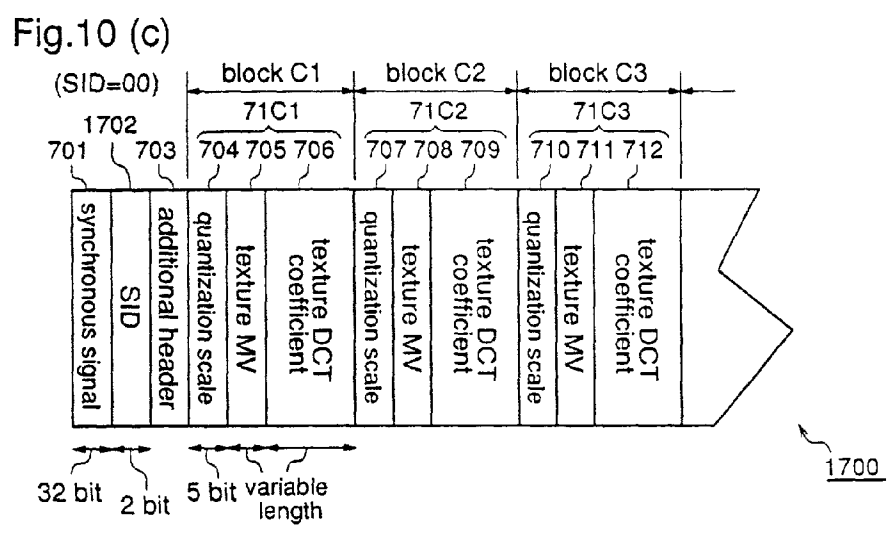 Fig.10 (c)
(SID=00)
block C1
block C2
block C3
1702
71C1
71C2
71C3
701
703
704
705
706
707
708
709
710
711
712
synchronous signal
SID
additional header
quantization scale
texture MV
texture DCT
coefficient
quantization scale
texture MV
texture DCT
coefficient
quantization scale
texture MV
texture DCT
coefficient
32 bit
2 bit
5 bit
variable
length
1700